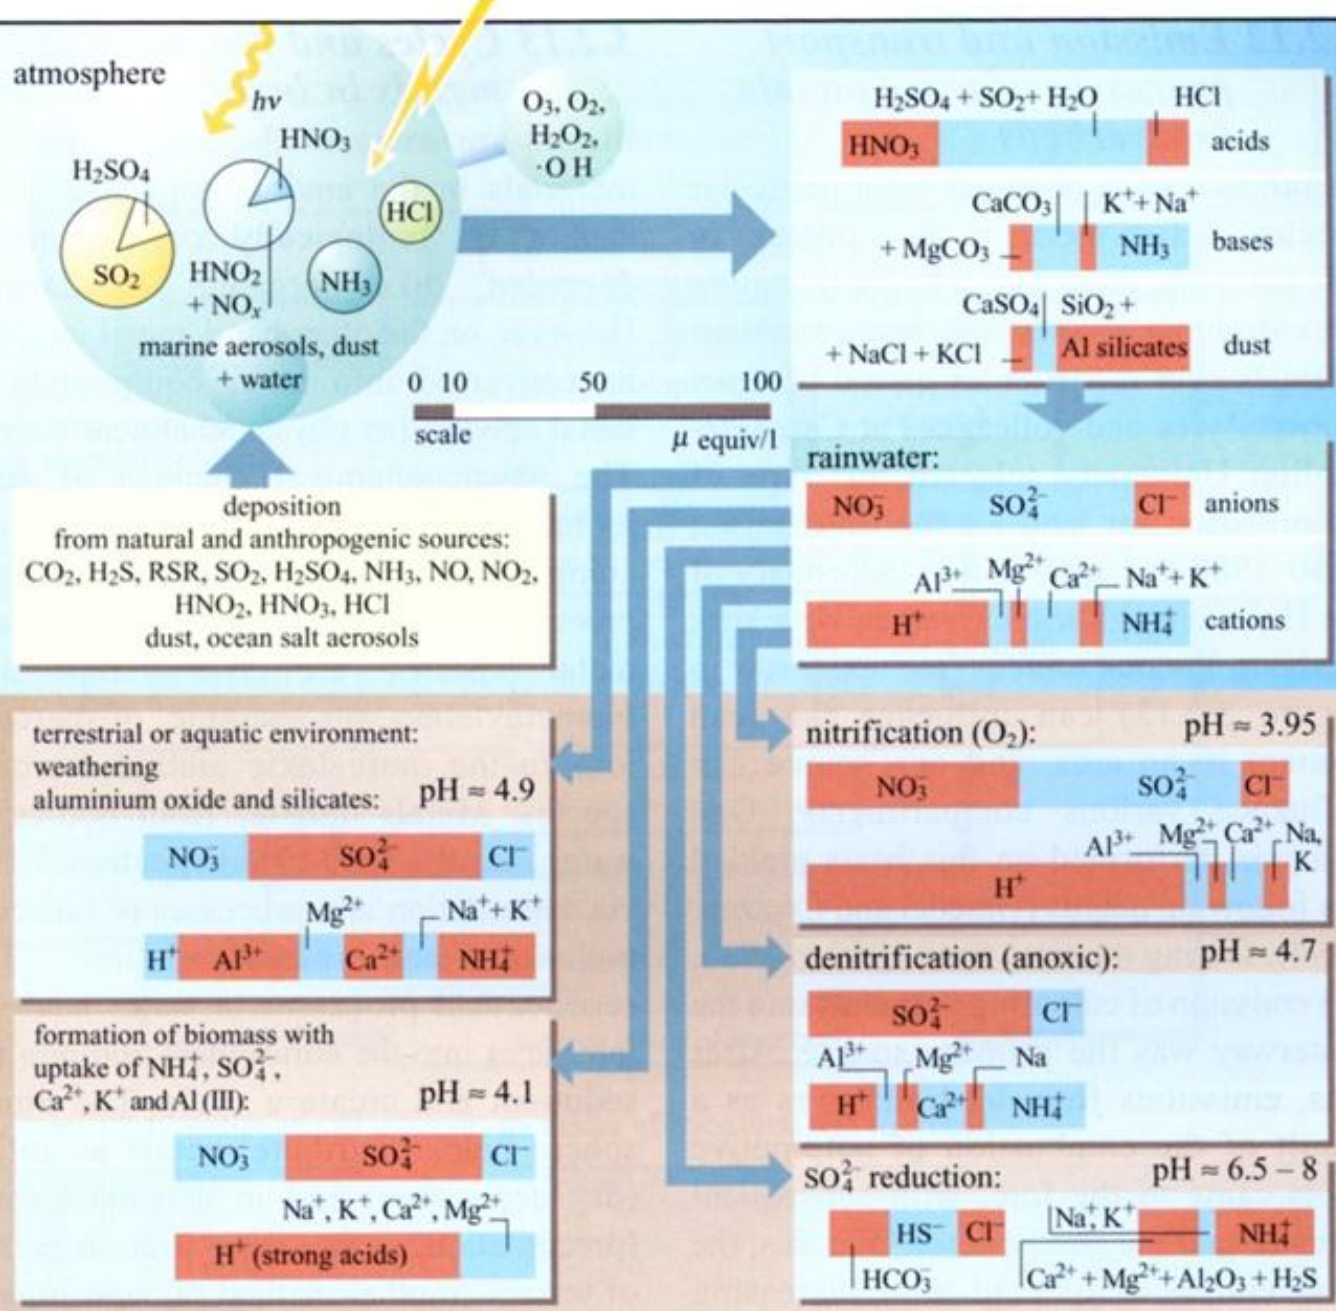 atmosphere
hν
HNO₃
H₂SO₄
SO₂
HNO₂
+ NOₓ
HCl
NH₃
marine aerosols, dust
+ water
O₃, O₂,
H₂O₂,
·O H
H₂SO₄ + SO₂+ H₂O
HCl
HNO₃
acids
CaCO₃
K⁺+ Na⁺
+ MgCO₃
NH₃
bases
CaSO₄
SiO₂ +
+ NaCl + KCl
Al silicates
dust
0 10 50 100
scale
μ equiv/l
deposition
from natural and anthropogenic sources:
CO₂, H₂S, RSR, SO₂, H₂SO₄, NH₃, NO, NO₂,
HNO₂, HNO₃, HCl
dust, ocean salt aerosols
rainwater:
NO₃⁻ SO₄²⁻ Cl⁻ anions
Al³⁺ Mg²⁺ Ca²⁺ Na⁺+ K⁺
H⁺ NH₄⁺ cations
terrestrial or aquatic environment:
weathering
aluminium oxide and silicates: pH ≈ 4.9
NO₃⁻ SO₄²⁻ Cl⁻
Mg²⁺ Na⁺+ K⁺
H⁺ Al³⁺ Ca²⁺ NH₄⁺
formation of biomass with
uptake of NH₄⁺, SO₄²⁻,
Ca²⁺, K⁺ and Al (III): pH ≈ 4.1
NO₃⁻ SO₄²⁻ Cl⁻
Na⁺, K⁺, Ca²⁺, Mg²⁺
H⁺ (strong acids)
nitrification (O₂): pH ≈ 3.95
NO₃⁻ SO₄²⁻ Cl⁻
Al³⁺ Mg²⁺ Ca²⁺ Na,
K
H⁺
denitrification (anoxic): pH ≈ 4.7
SO₄²⁻ Cl⁻
Al³⁺ Mg²⁺ Na
H⁺ Ca²⁺ NH₄⁺
SO₄²⁻ reduction: pH ≈ 6.5 – 8
HS⁻ Cl⁻
HCO₃⁻
Na⁺, K⁺
NH₄⁺
Ca²⁺ + Mg²⁺ + Al₂O₃ + H₂S